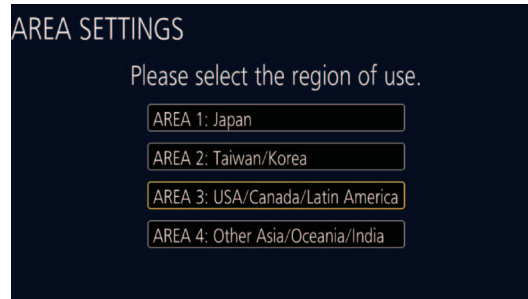 AREA SETTINGS
Please select the region of use.
AREA 1: Japan
AREA 2: Taiwan/Korea
AREA 3: USA/Canada/Latin America
AREA 4: Other Asia/Oceania/India